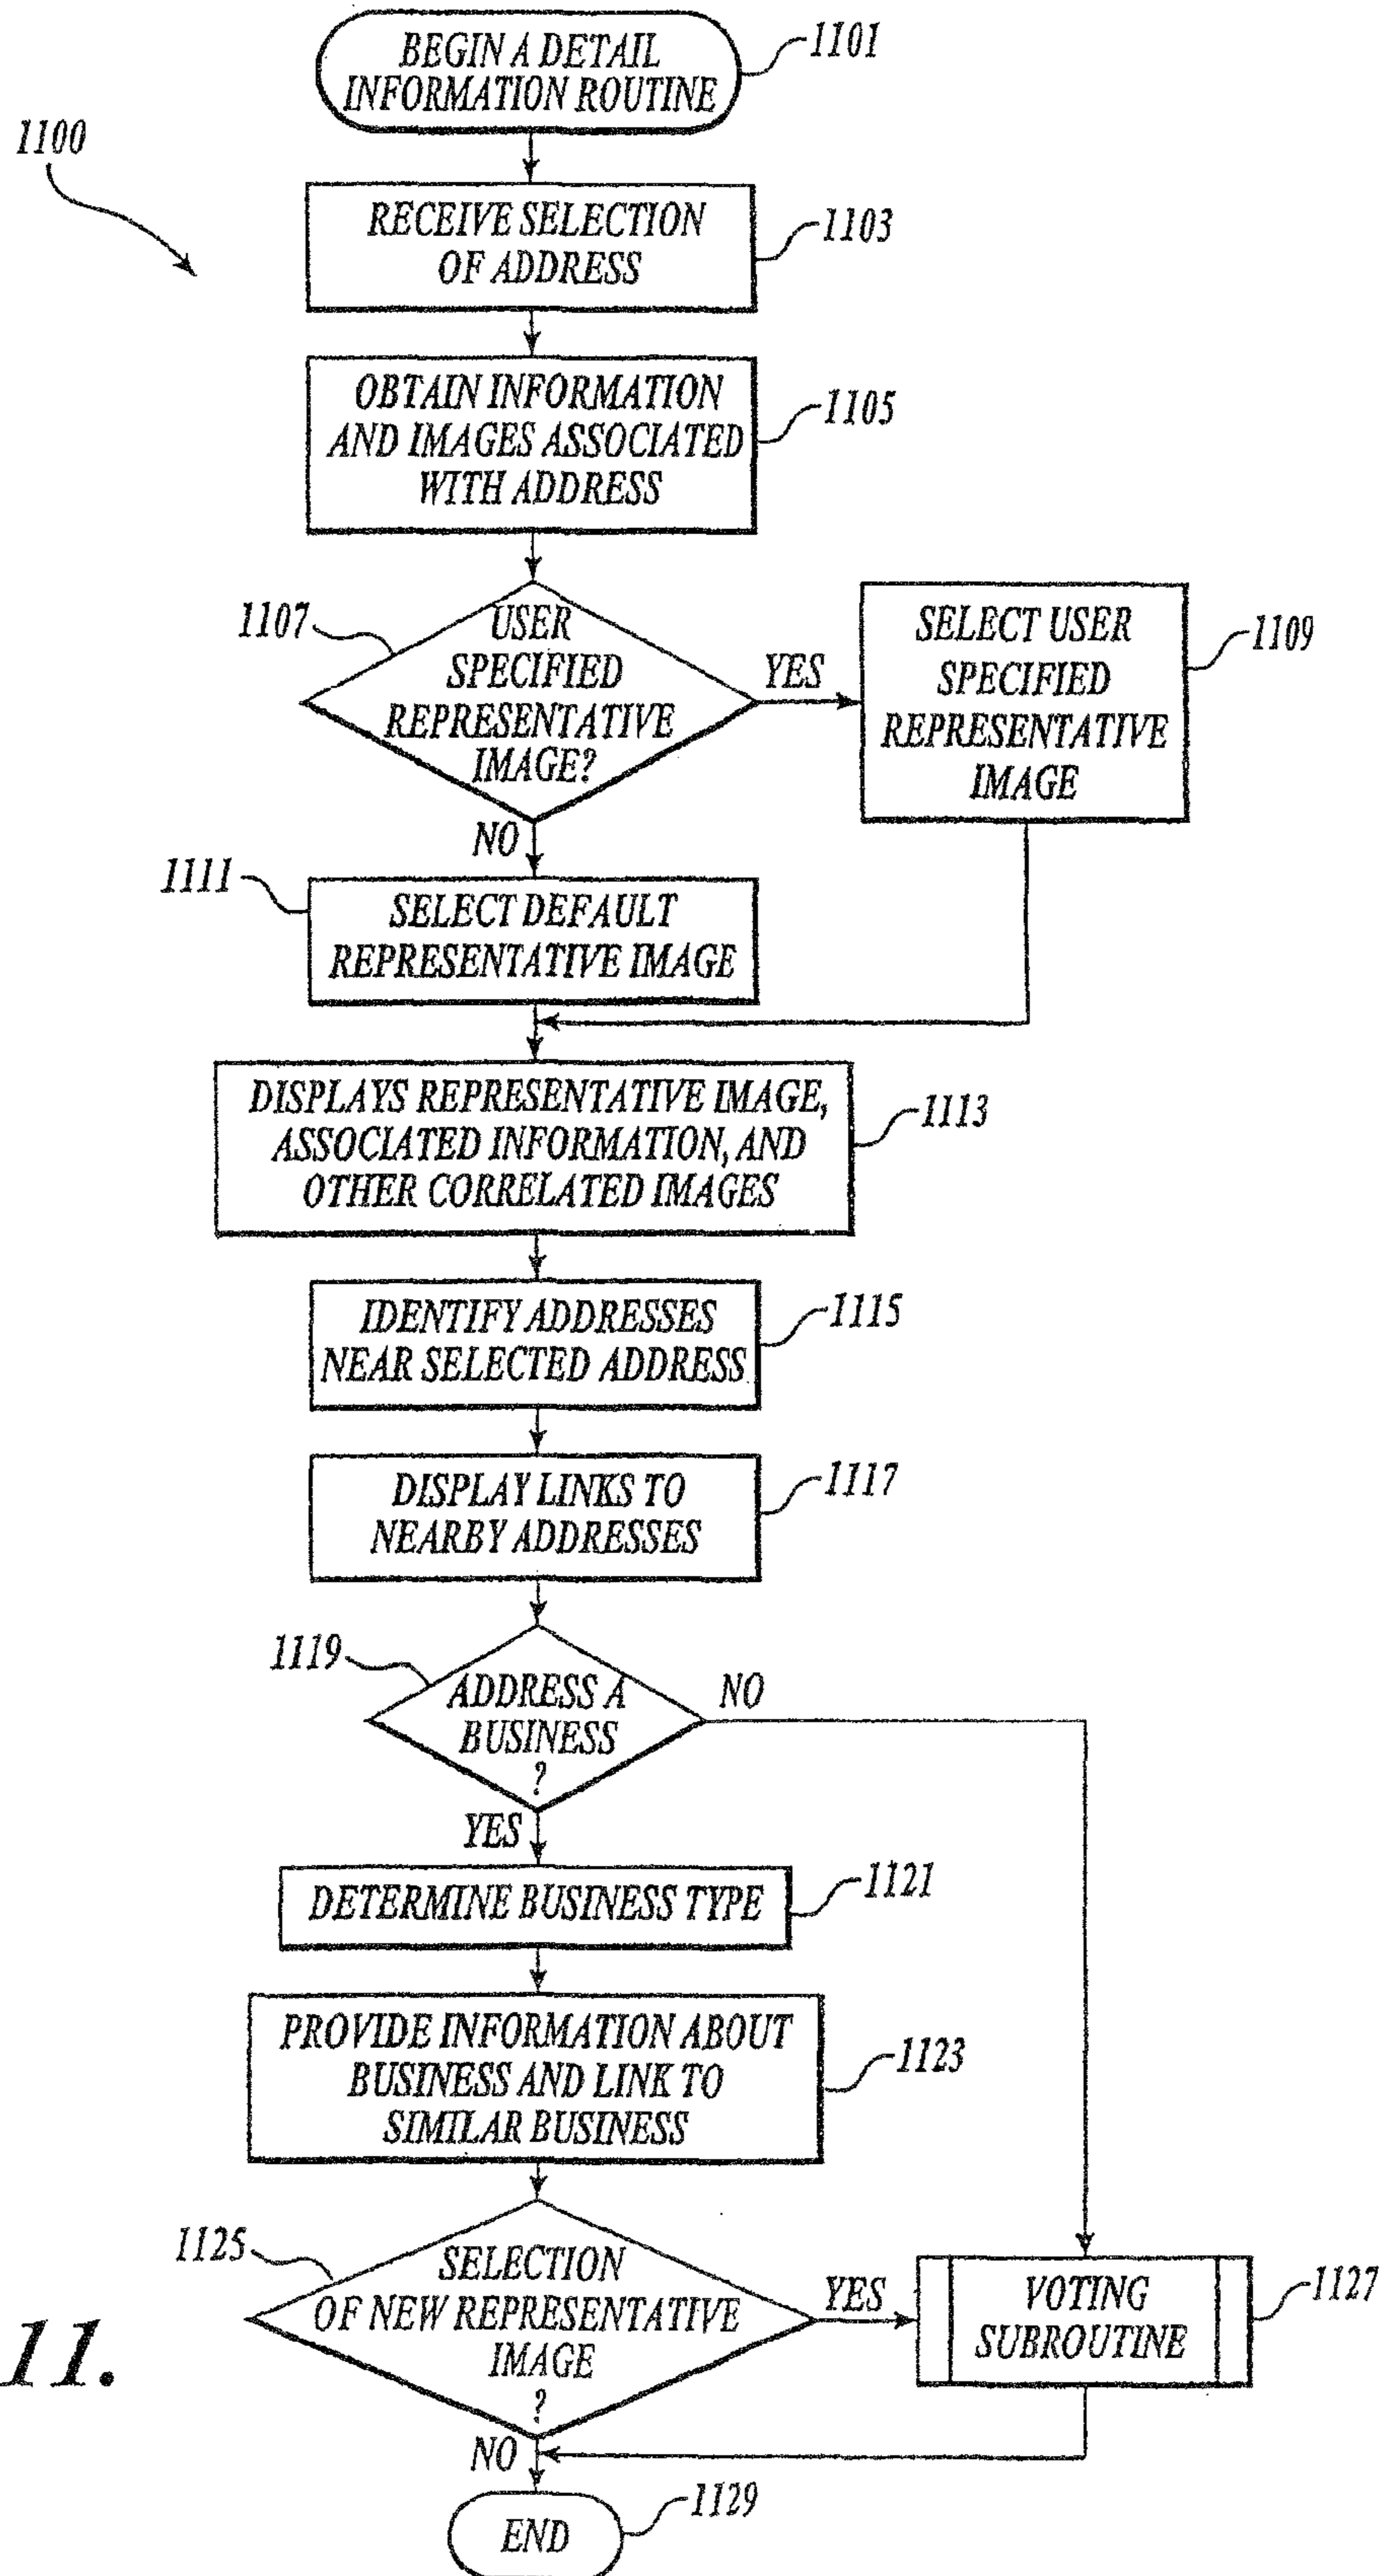 BEGIN A DETAIL
INFORMATION ROUTINE
1101
1100
RECEIVE SELECTION
OF ADDRESS
1103
OBTAIN INFORMATION
AND IMAGES ASSOCIATED
WITH ADDRESS
1105
1107
USER
SPECIFIED
REPRESENTATIVE
IMAGE?
YES
SELECT USER
SPECIFIED
REPRESENTATIVE
IMAGE
1109
NO
1111
SELECT DEFAULT
REPRESENTATIVE IMAGE
DISPLAYS REPRESENTATIVE IMAGE,
ASSOCIATED INFORMATION, AND
OTHER CORRELATED IMAGES
1113
IDENTIFY ADDRESSES
NEAR SELECTED ADDRESS
1115
DISPLAY LINKS TO
NEARBY ADDRESSES
1117
1119
ADDRESS A
BUSINESS
?
NO
YES
DETERMINE BUSINESS TYPE
1121
PROVIDE INFORMATION ABOUT
BUSINESS AND LINK TO
SIMILAR BUSINESS
1123
1125
SELECTION
OF NEW REPRESENTATIVE
IMAGE
?
YES
VOTING
SUBROUTINE
1127
11.
NO
END
1129